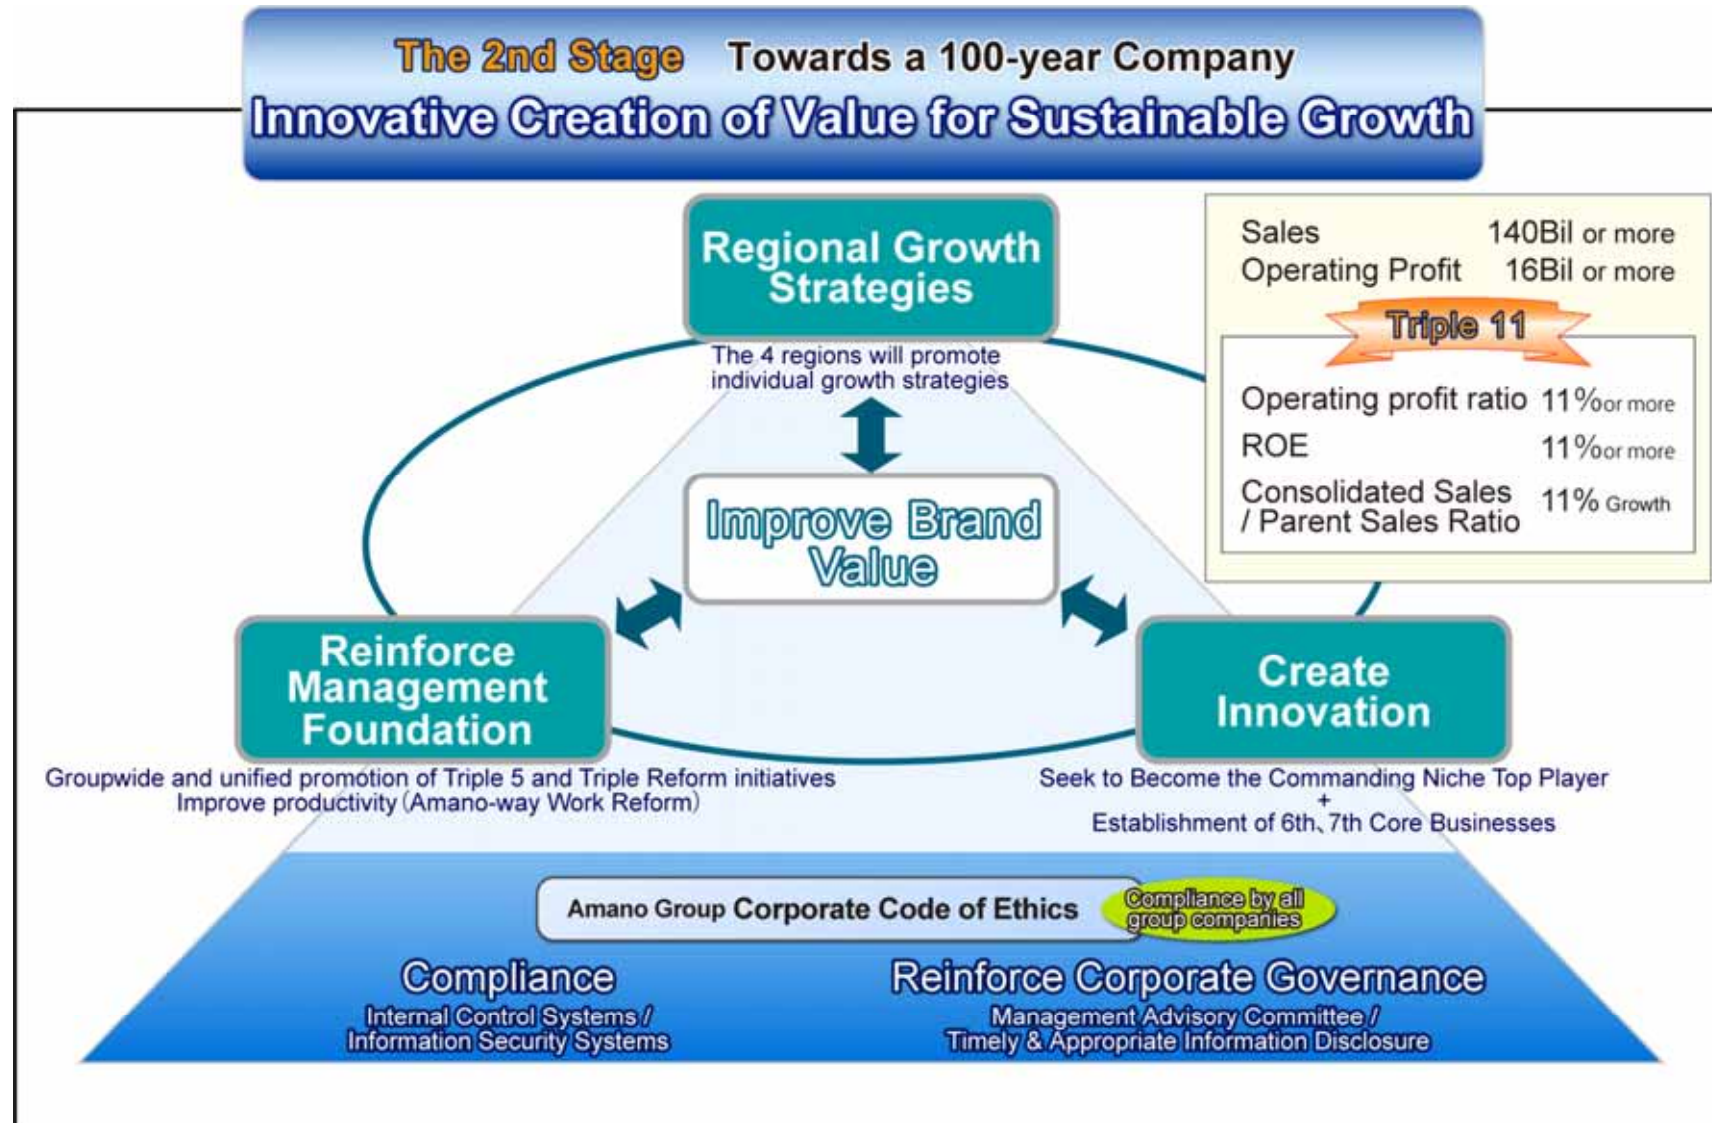 The 2nd Stage Towards a 100-year Company
Innovative Creation of Value for Sustainable Growth
Regional Growth
Strategies
The 4 regions will promote
individual growth strategies
Sales 140Bil or more
Operating Profit 16Bil or more
Triple 11
Operating profit ratio 11%or more
ROE 11%or more
Consolidated Sales
/ Parent Sales Ratio 11% Growth
Improve Brand
Value
Reinforce
Management
Foundation
Groupwide and unified promotion of Triple 5 and Triple Reform initiatives
Improve productivity(Amano-way Work Reform)
Create
Innovation
Seek to Become the Commanding Niche Top Player
+
Establishment of 6th、7th Core Businesses
Amano Group Corporate Code of Ethics
Compliance by all
group companies
Compliance
Internal Control Systems /
Information Security Systems
Reinforce Corporate Governance
Management Advisory Committee /
Timely & Appropriate Information Disclosure